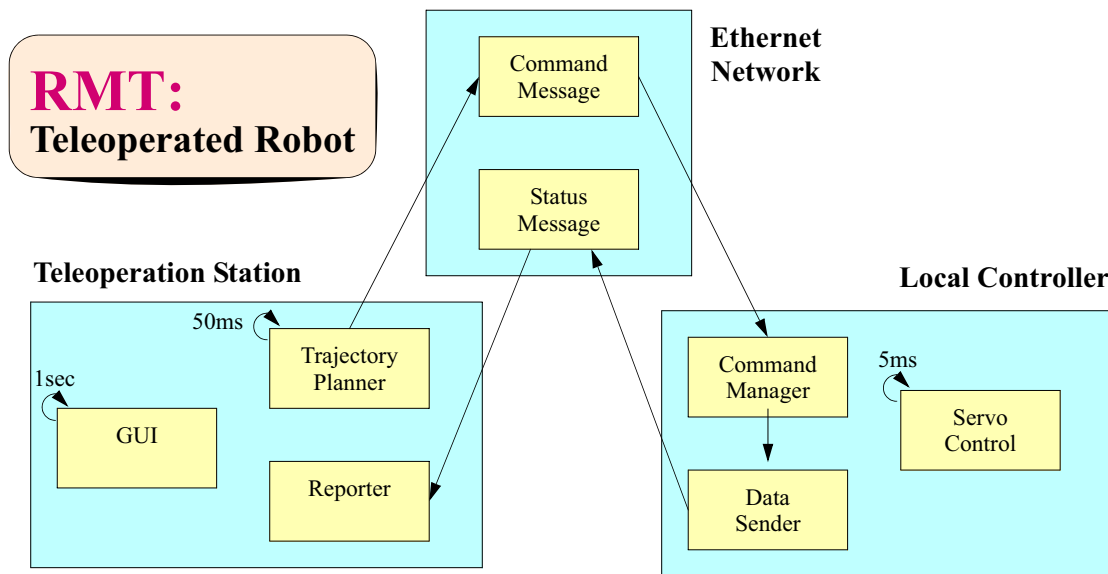 RMT:
Teleoperated Robot
Ethernet
Network
Command
Message
Status
Message
Teleoperation Station
50ms
Trajectory
Planner
1sec
GUI
Reporter
Local Controller
Command
Manager
5ms
Servo
Control
Data
Sender